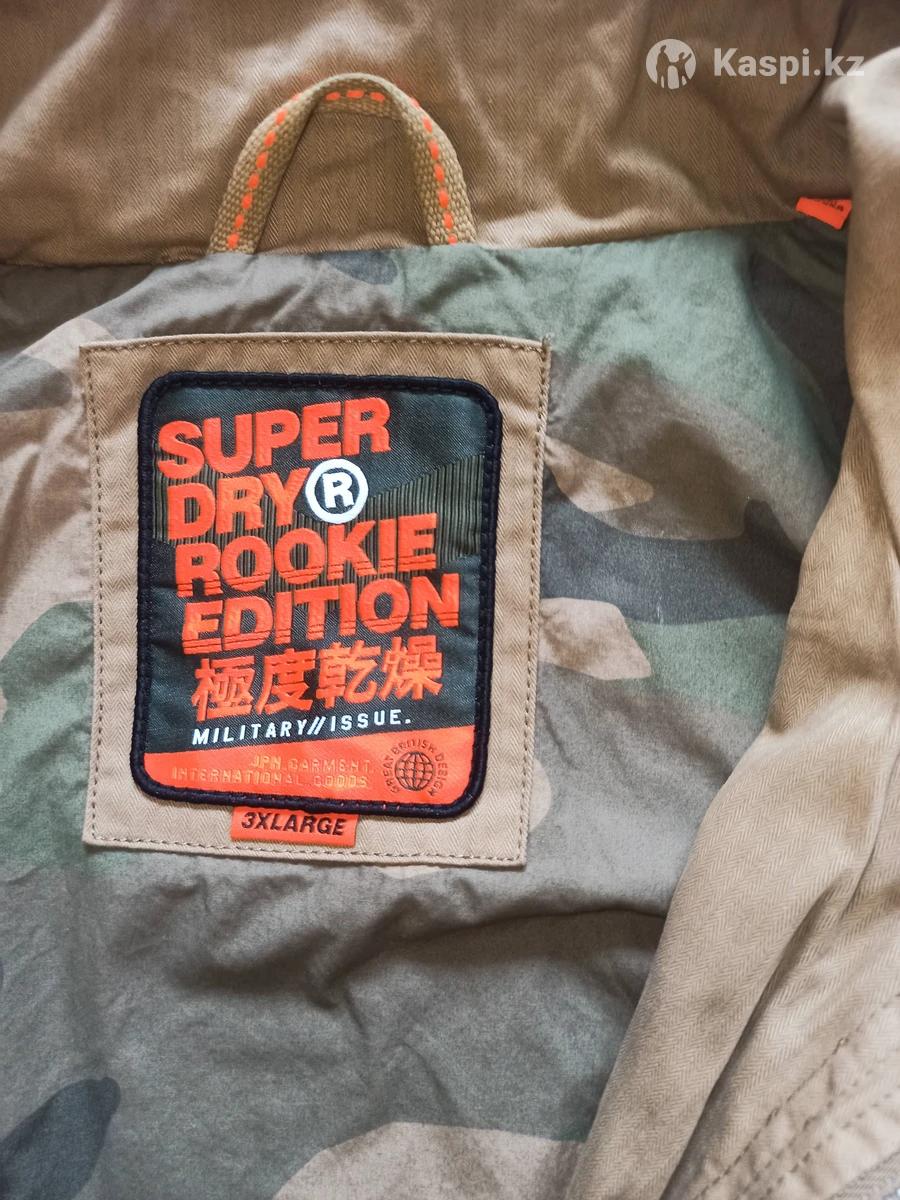 Kaspi.kz
SUPER
DRY®
ROOKIE
EDITION
極度乾燥
MILITARY//ISSUE.
JPN. GARMENT.
INTERNATIONAL GOODS
GREAT BRITISH DESIGN
3XLARGE